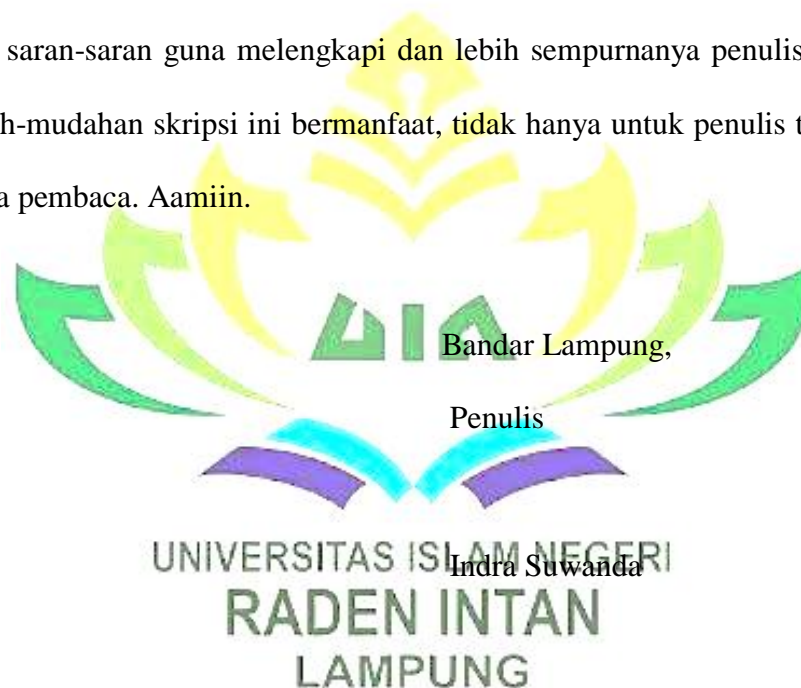 saran-saran guna melengkapi dan lebih sempurnanya penulis
h-mudahan skripsi ini bermanfaat, tidak hanya untuk penulis t
a pembaca. Aamiin.
Bandar Lampung,
Penulis
Indra Suwanda
UNIVERSITAS ISLAM NEGERI
RADEN INTAN
LAMPUNG